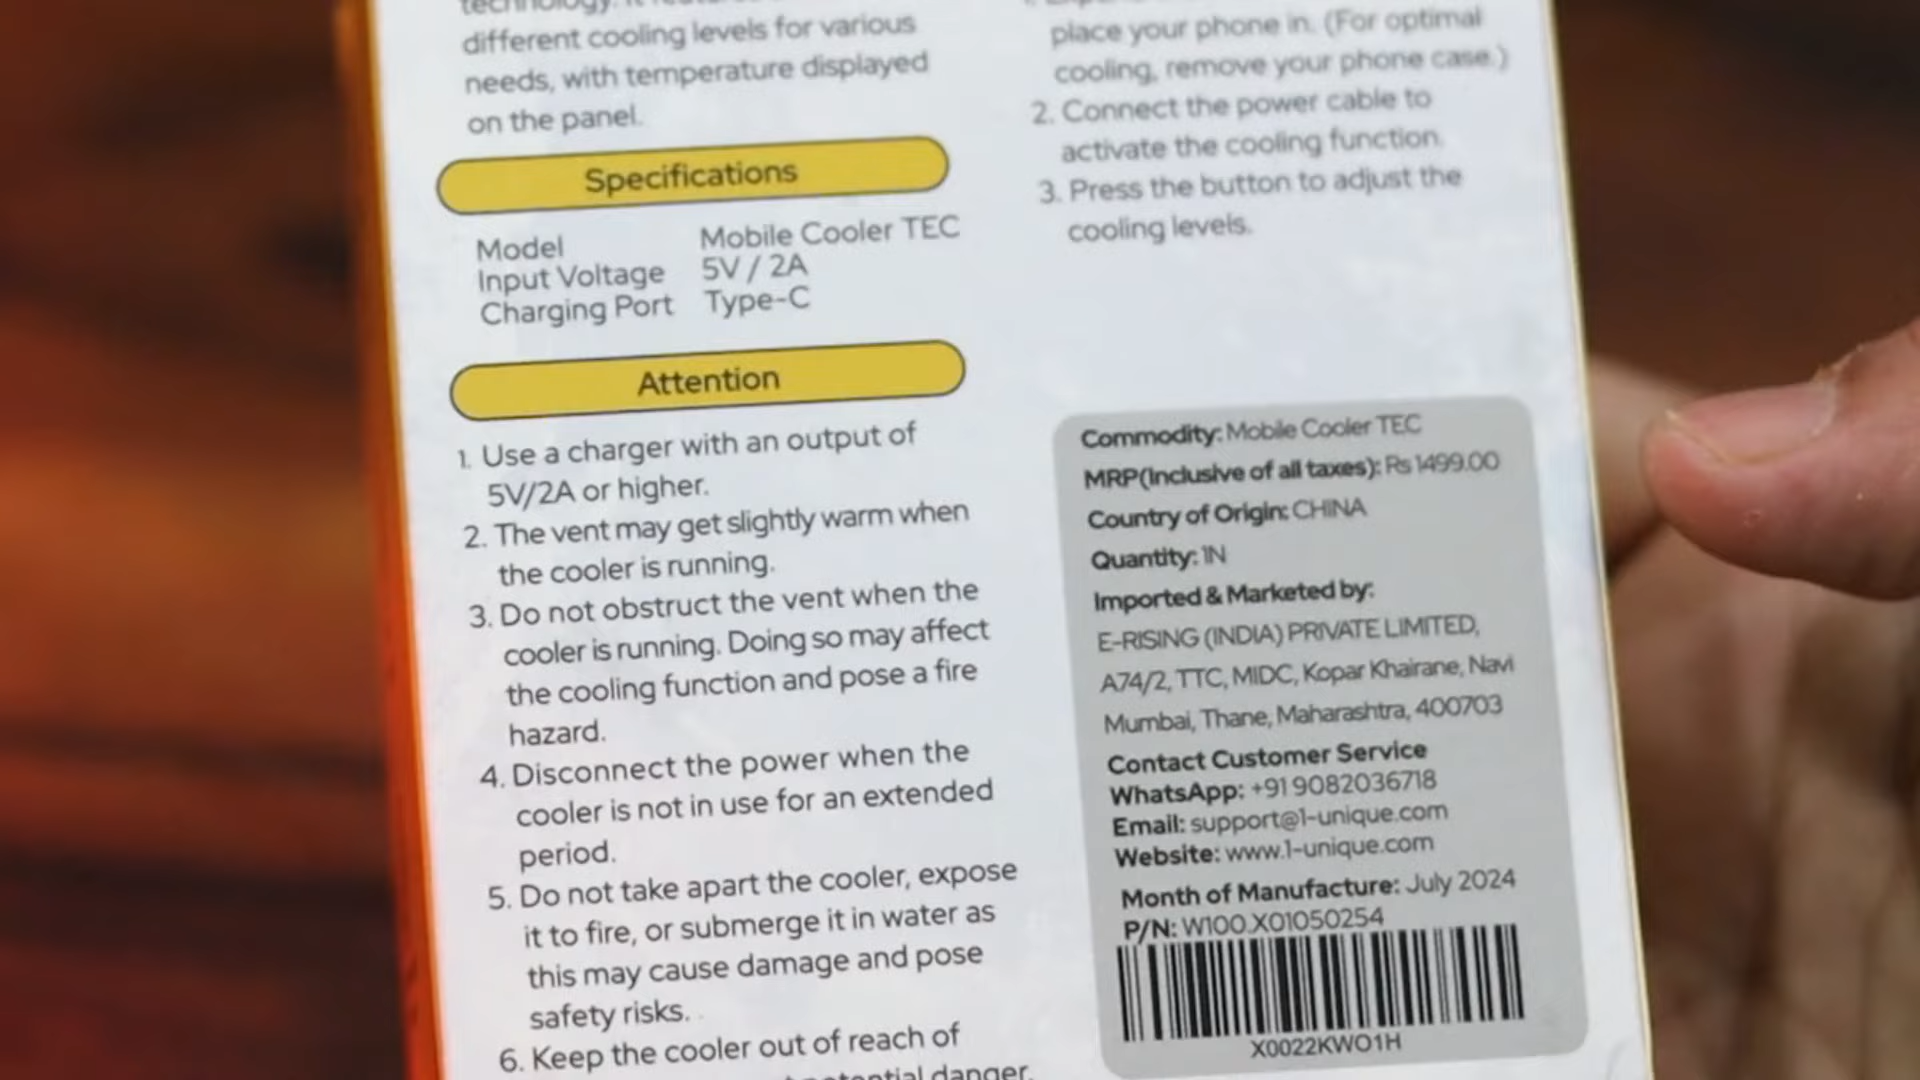 different cooling levels for various
needs, with temperature displayed
on the panel.
Specifications
Model Mobile Cooler TEC
Input Voltage 5V / 2A
Charging Port Type-C
Attention
1. Use a charger with an output of
5V/2A or higher.
2. The vent may get slightly warm when
the cooler is running.
3. Do not obstruct the vent when the
cooler is running. Doing so may affect
the cooling function and pose a fire
hazard.
4. Disconnect the power when the
cooler is not in use for an extended
period.
5. Do not take apart the cooler, expose
it to fire, or submerge it in water as
this may cause damage and pose
safety risks.
6. Keep the cooler out of reach of
potential danger.
place your phone in. (For optimal
cooling, remove your phone case.)
2. Connect the power cable to
activate the cooling function.
3. Press the button to adjust the
cooling levels.
Commodity: Mobile Cooler TEC
MRP(Inclusive of all taxes): Rs 1499.00
Country of Origin: CHINA
Quantity: 1N
Imported & Marketed by:
E-RISING (INDIA) PRIVATE LIMITED,
A74/2, TTC, MIDC, Kopar Khairane, Navi
Mumbai, Thane, Maharashtra, 400703
Contact Customer Service
WhatsApp: +91 9082036718
Email: support@1-unique.com
Website: www.1-unique.com
Month of Manufacture: July 2024
P/N: W100.X01050254
X0022KWO1H